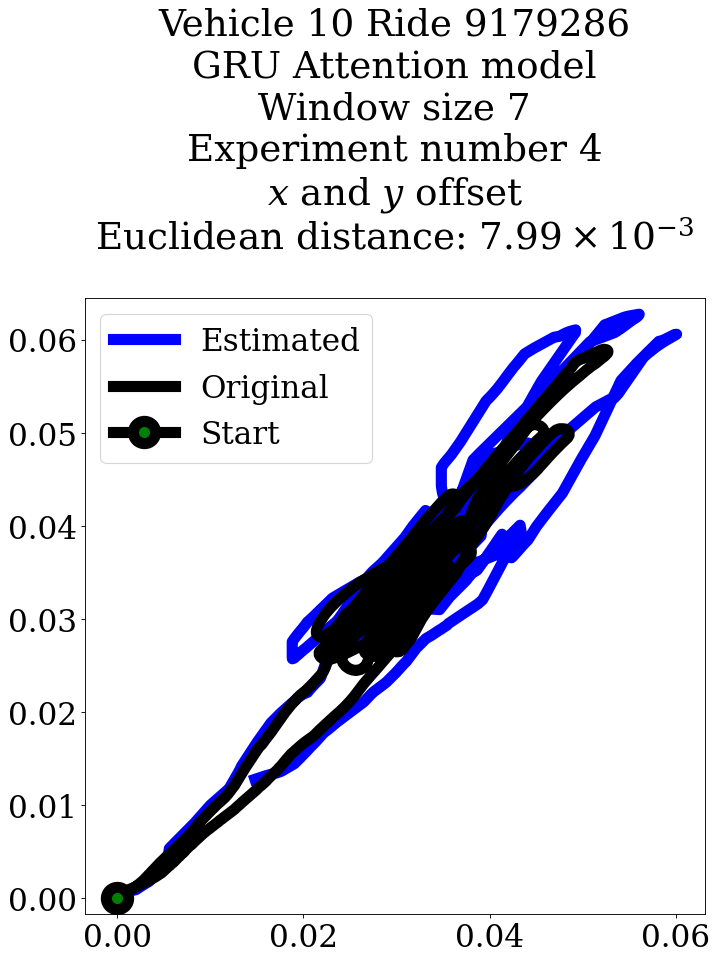 Vehicle 10 Ride 9179286
GRU Attention model
Window size 7
Experiment number 4
x and y offset
Euclidean distance: 7.99 × 10⁻³
Estimated
Original
Start
0.06
0.05
0.04
0.03
0.02
0.01
0.00
0.00 0.02 0.04 0.06